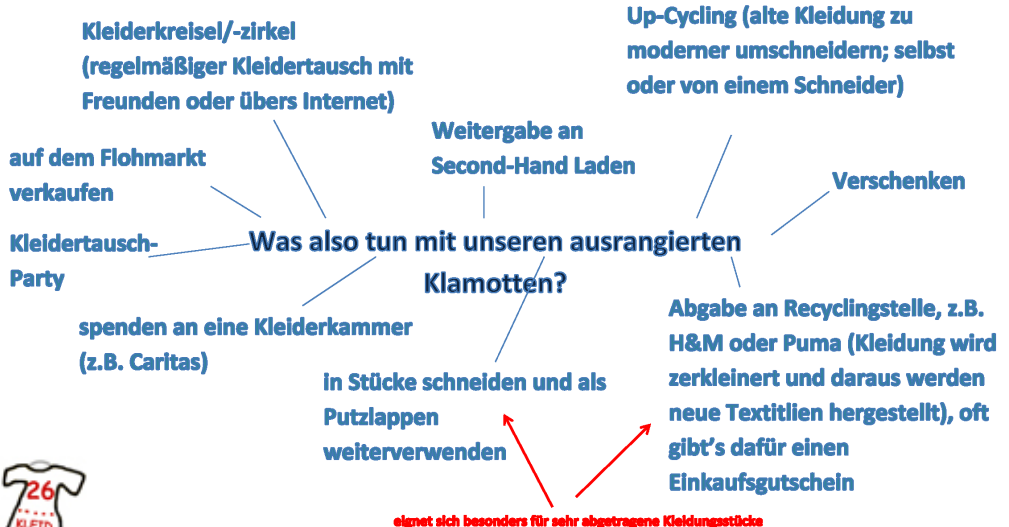 Kleiderkreisel/-zirkel
(regelmäßiger Kleidertausch mit
Freunden oder übers Internet)
Up-Cycling (alte Kleidung zu
moderner umschneidern; selbst
oder von einem Schneider)
Weitergabe an
Second-Hand Laden
auf dem Flohmarkt
verkaufen
Verschenken
Kleidertausch-
Party
Was also tun mit unseren ausrangierten
Klamotten?
spenden an eine Kleiderkammer
(z.B. Caritas)
in Stücke schneiden und als
Putzlappen
weiterverwenden
Abgabe an Recyclingstelle, z.B.
H&M oder Puma (Kleidung wird
zerkleinert und daraus werden
neue Textitlien hergestellt), oft
gibt's dafür einen
Einkaufsgutschein
eignet sich besonders für sehr abgetragene Kleidungsstücke
26
KLEID